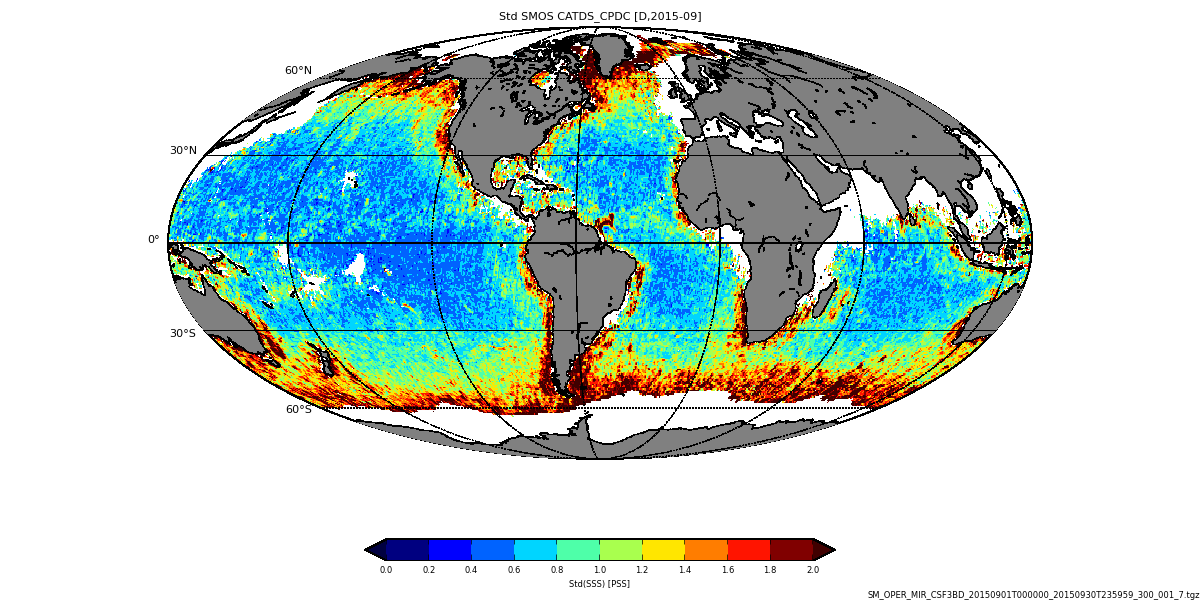 Std SMOS CATDS_CPDC [D,2015-09]
60°N
30°N
0°
30°S
60°S
0.0 0.2 0.4 0.6 0.8 1.0 1.2 1.4 1.6 1.8 2.0
Std(SSS) [PSS]
SM_OPER_MIR_CSF3BD_20150901T000000_20150930T235959_300_001_7.tgz